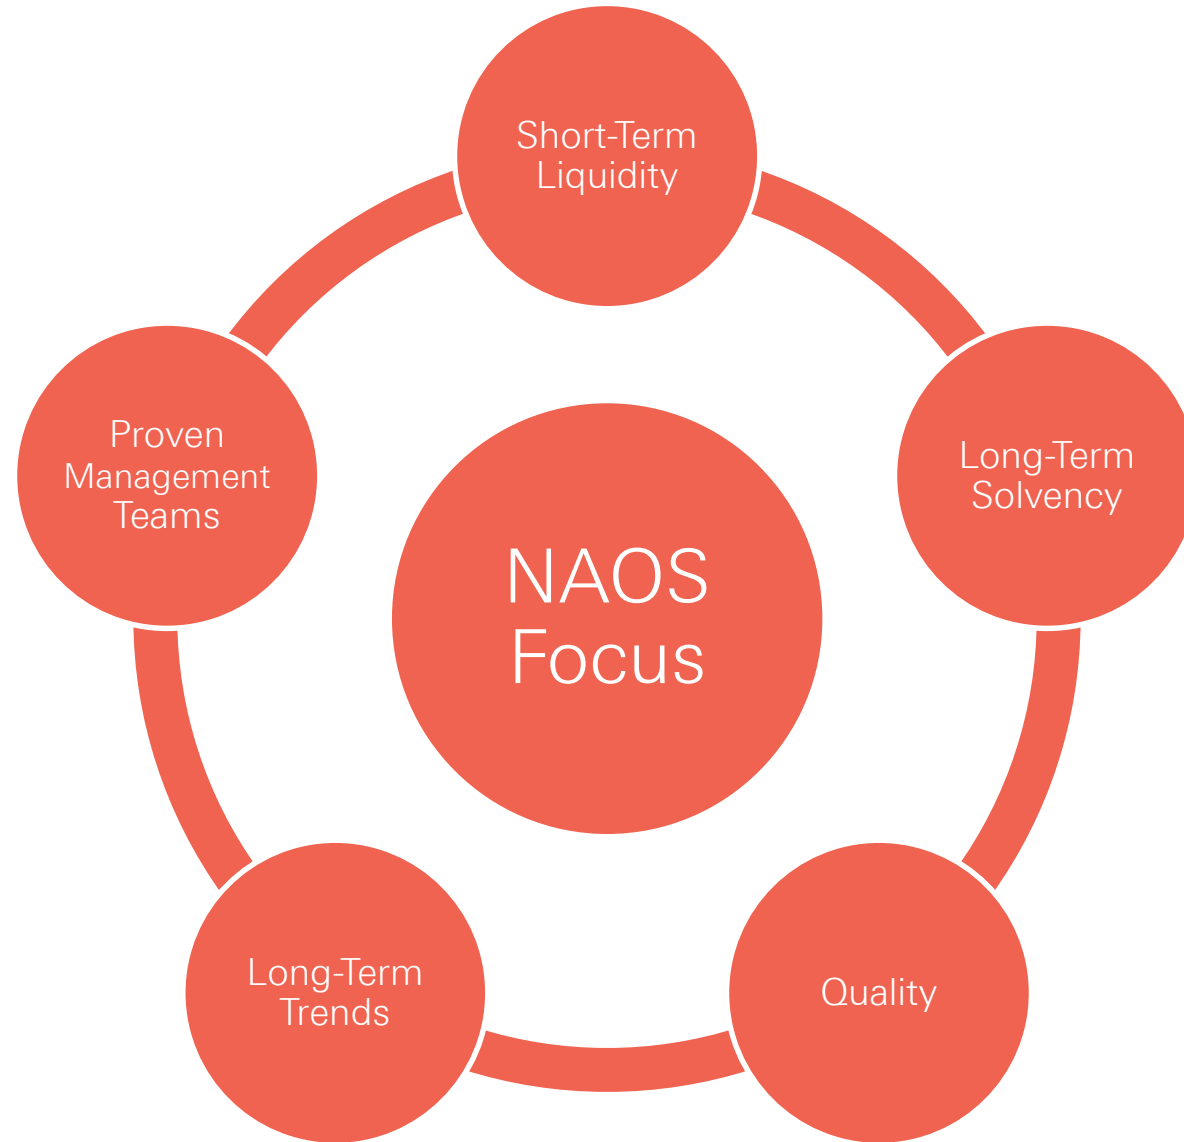 Short-Term
Liquidity
Long-Term
Solvency
Quality
Long-Term
Trends
Proven
Management
Teams
NAOS
Focus